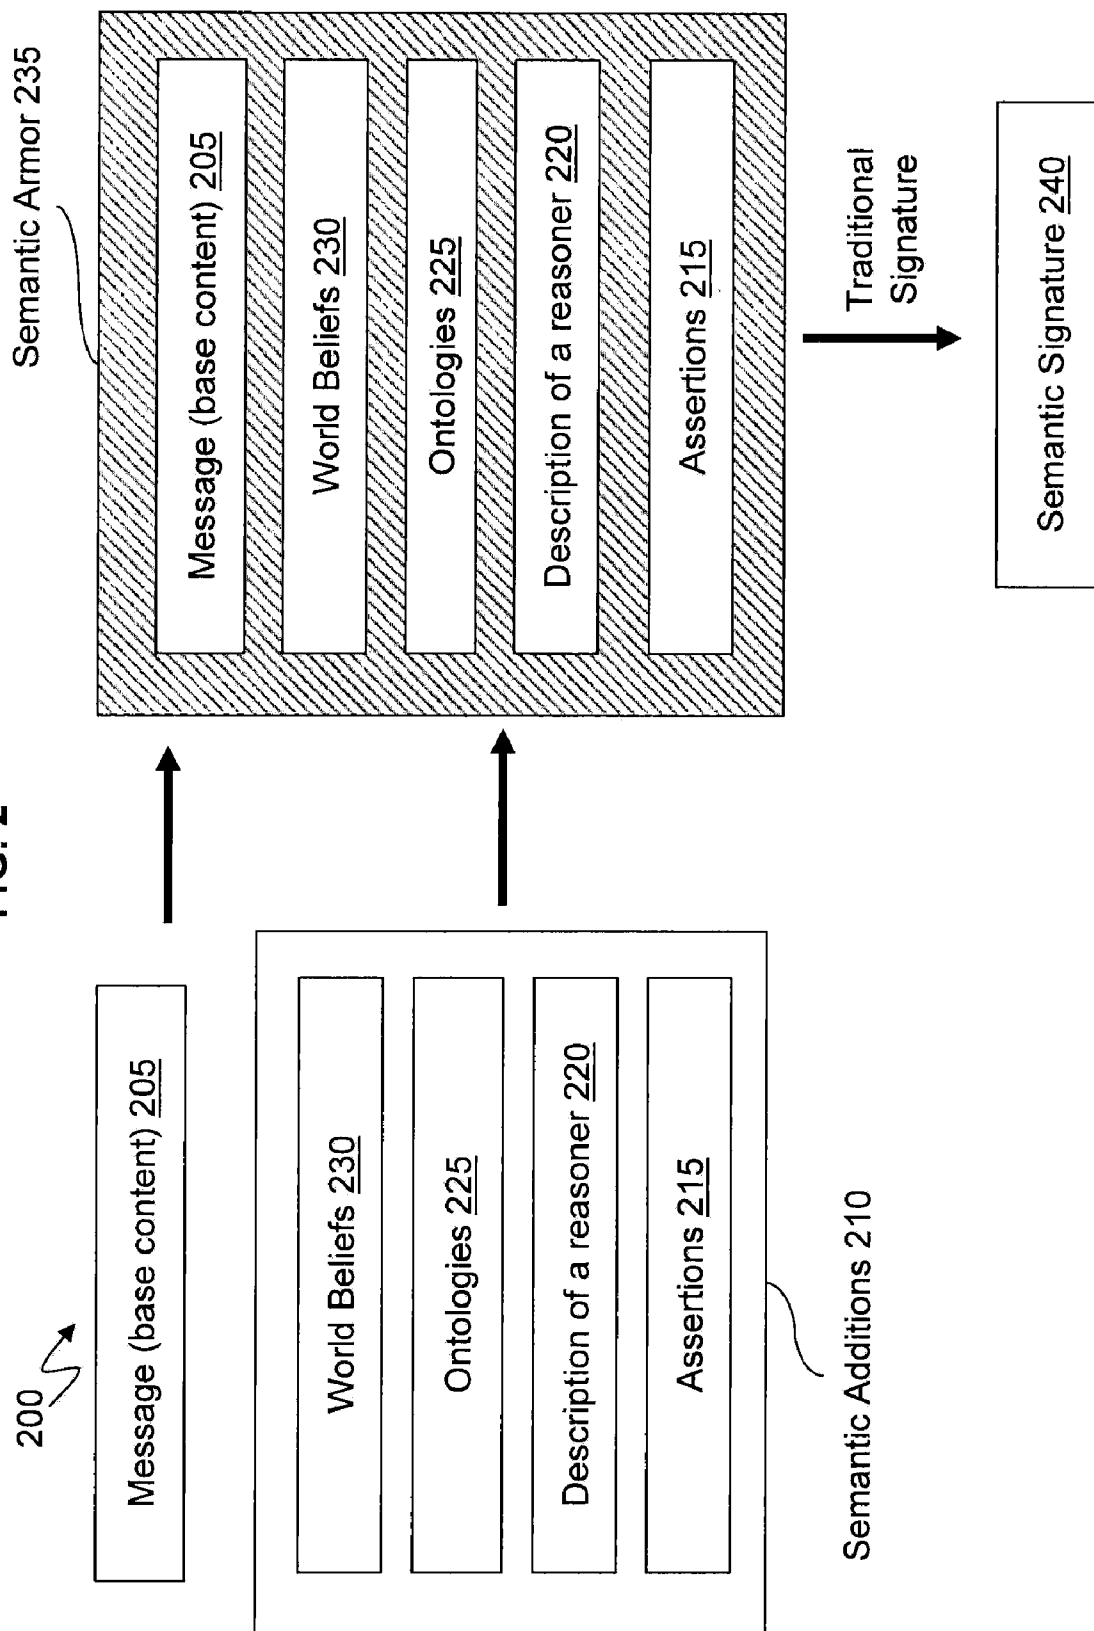 FIG. 2
200
Message (base content) 205
World Beliefs 230
Ontologies 225
Description of a reasoner 220
Assertions 215
Semantic Additions 210
Semantic Armor 235
Message (base content) 205
World Beliefs 230
Ontologies 225
Description of a reasoner 220
Assertions 215
Traditional
Signature
Semantic Signature 240